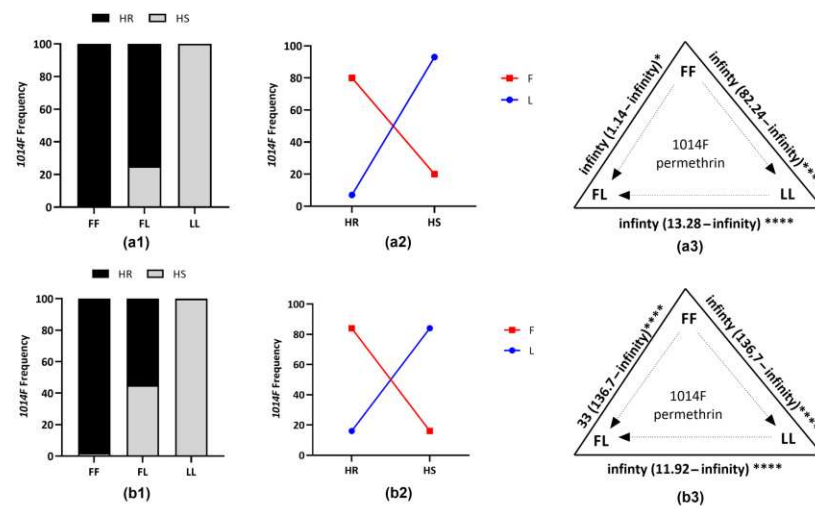 HR HS
100
80
60
40
20
0
1014F Frequency
FF FL LL
(a1)
100
80
60
40
20
0
HR HS
F
L
(a2)
infinty (1.14–infinity)*
infinty (82.24–infinity)***
FF
1014F
permethrin
FL LL
infinty (13.28–infinity) ****
(a3)
HR HS
100
80
60
40
20
0
1014F Frequency
FF FL LL
(b1)
100
80
60
40
20
0
1014F Frequency
HR HS
F
L
(b2)
33 (136.7–infinity)****
infinty (136,7–infinity)****
FF
1014F
permethrin
FL LL
infinty (11.92–infinity) ****
(b3)